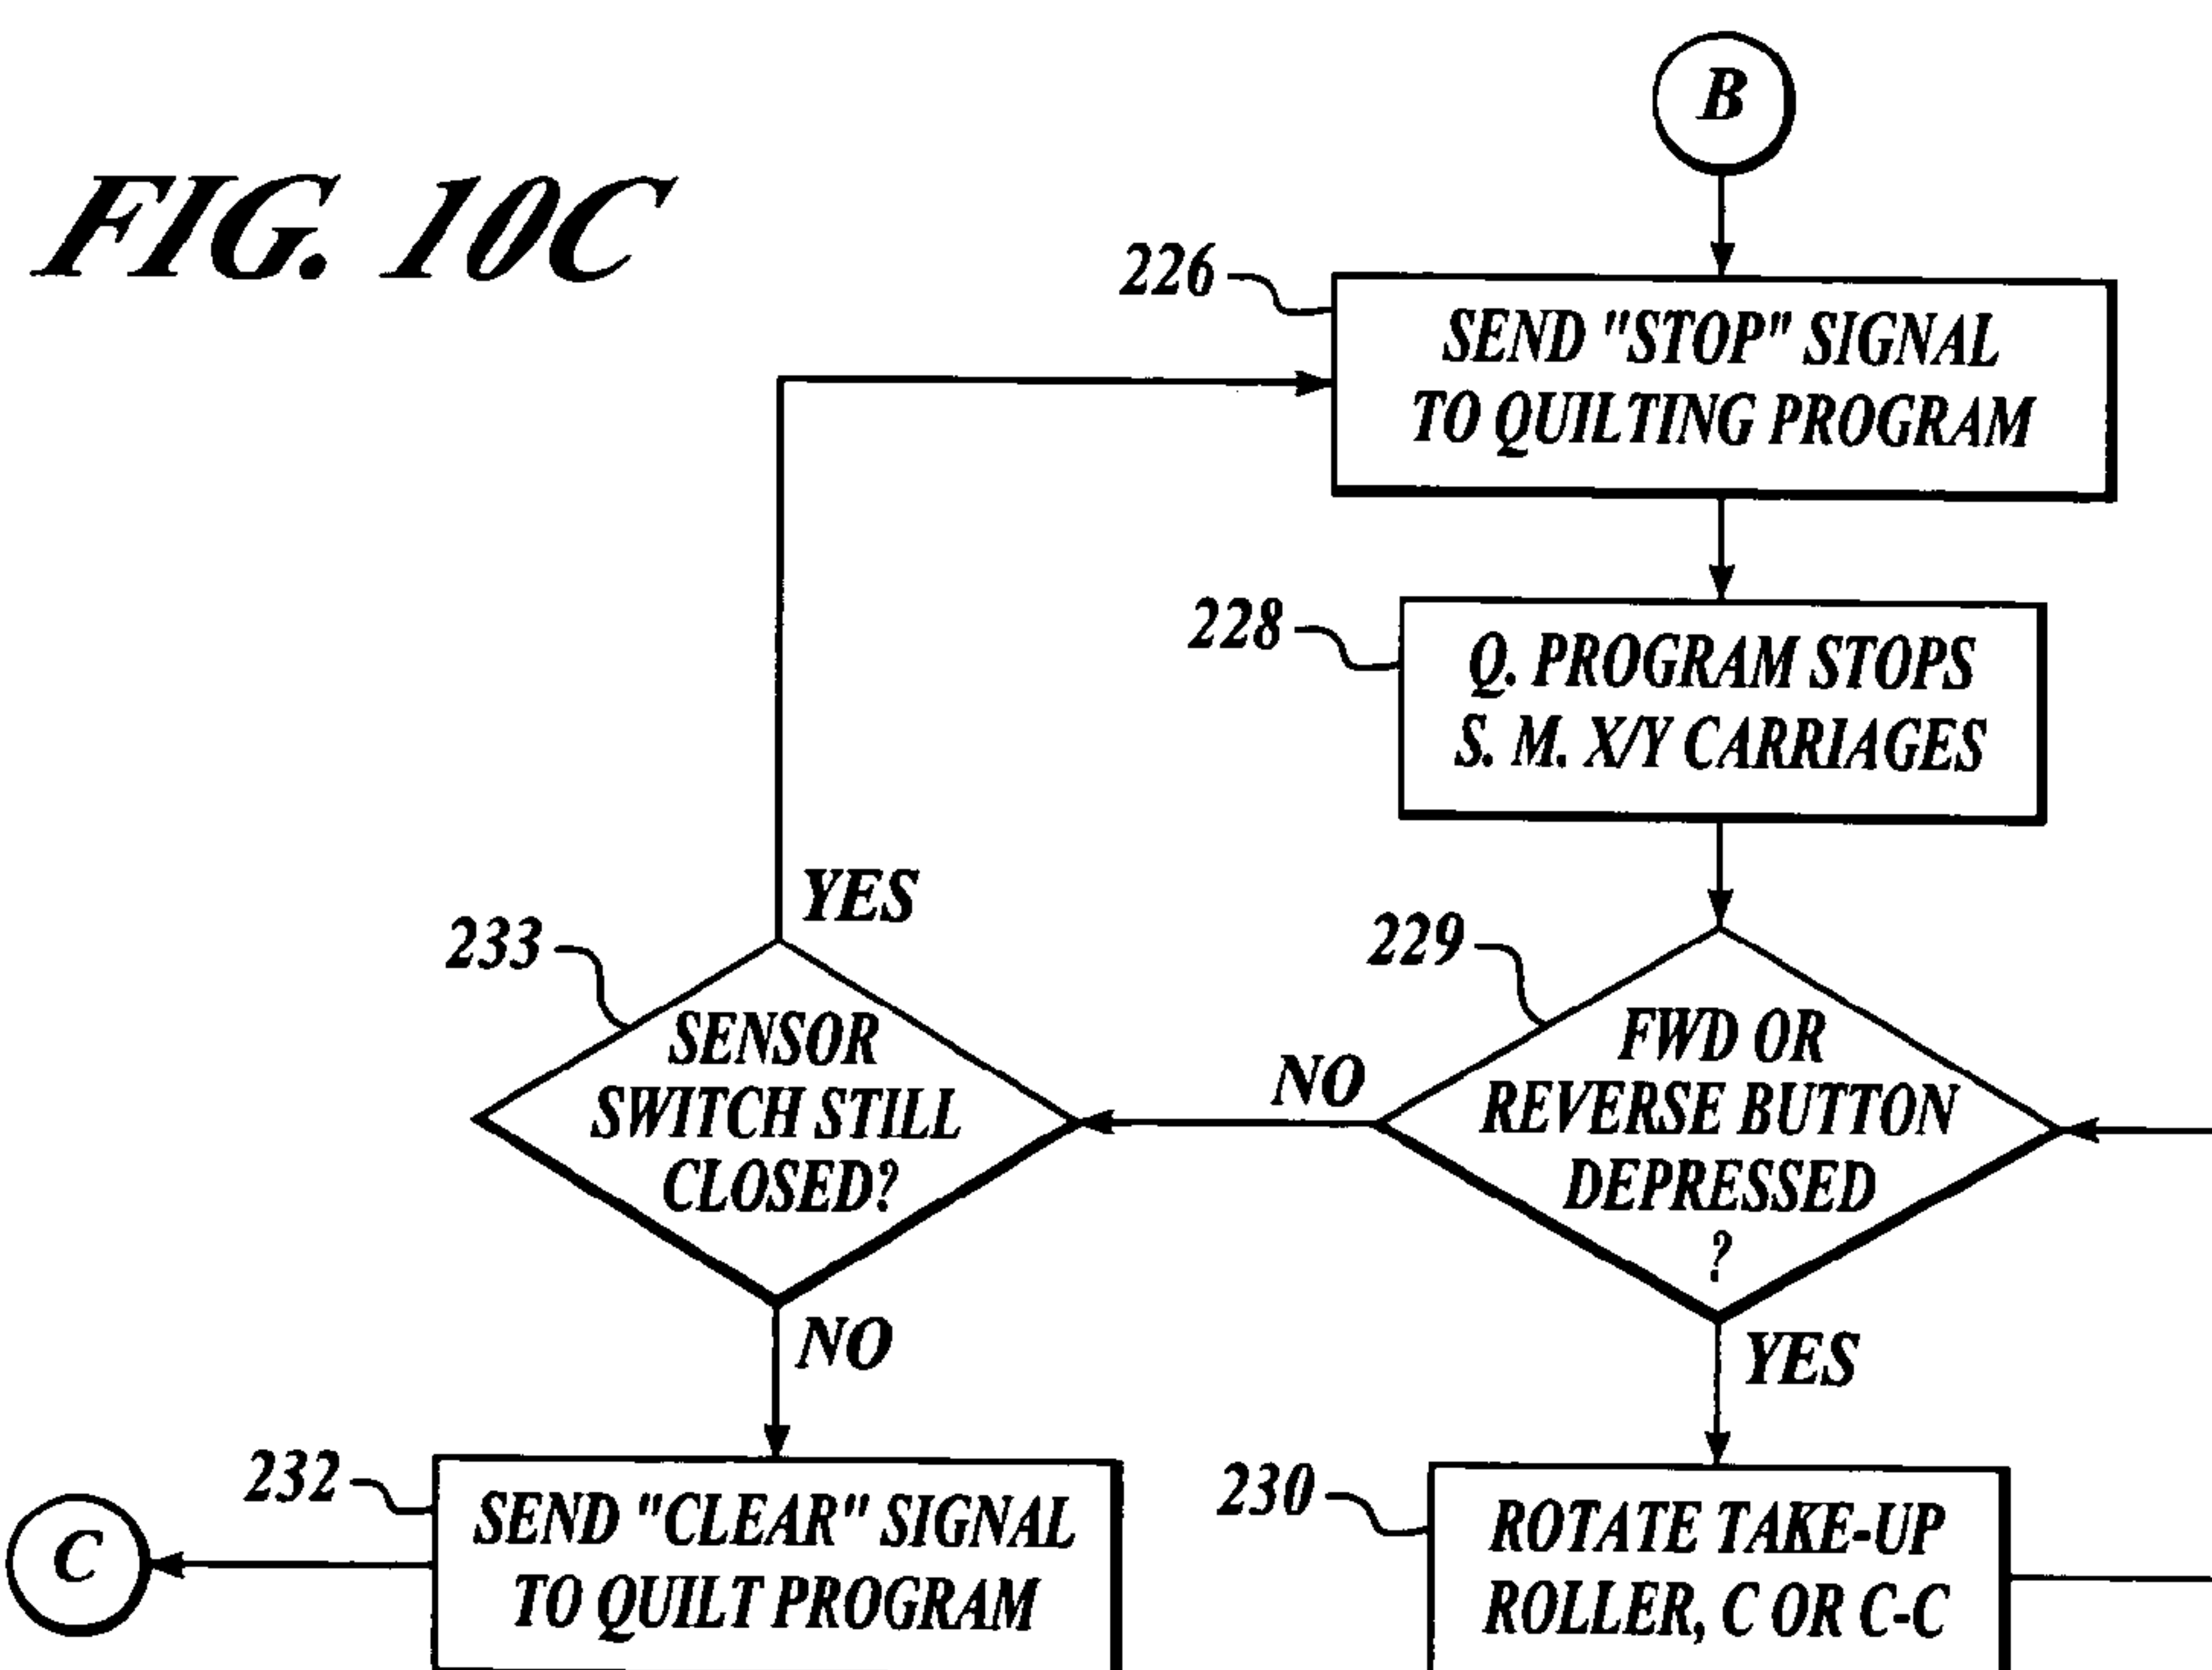 FIG. 10C
B
226
SEND "STOP" SIGNAL
TO QUILTING PROGRAM
228
Q. PROGRAM STOPS
S. M. X/Y CARRIAGES
YES
233
SENSOR
SWITCH STILL
CLOSED?
NO
229
FWD OR
REVERSE BUTTON
DEPRESSED
?
NO
YES
232
SEND "CLEAR" SIGNAL
TO QUILT PROGRAM
C
230
ROTATE TAKE-UP
ROLLER, C OR C-C